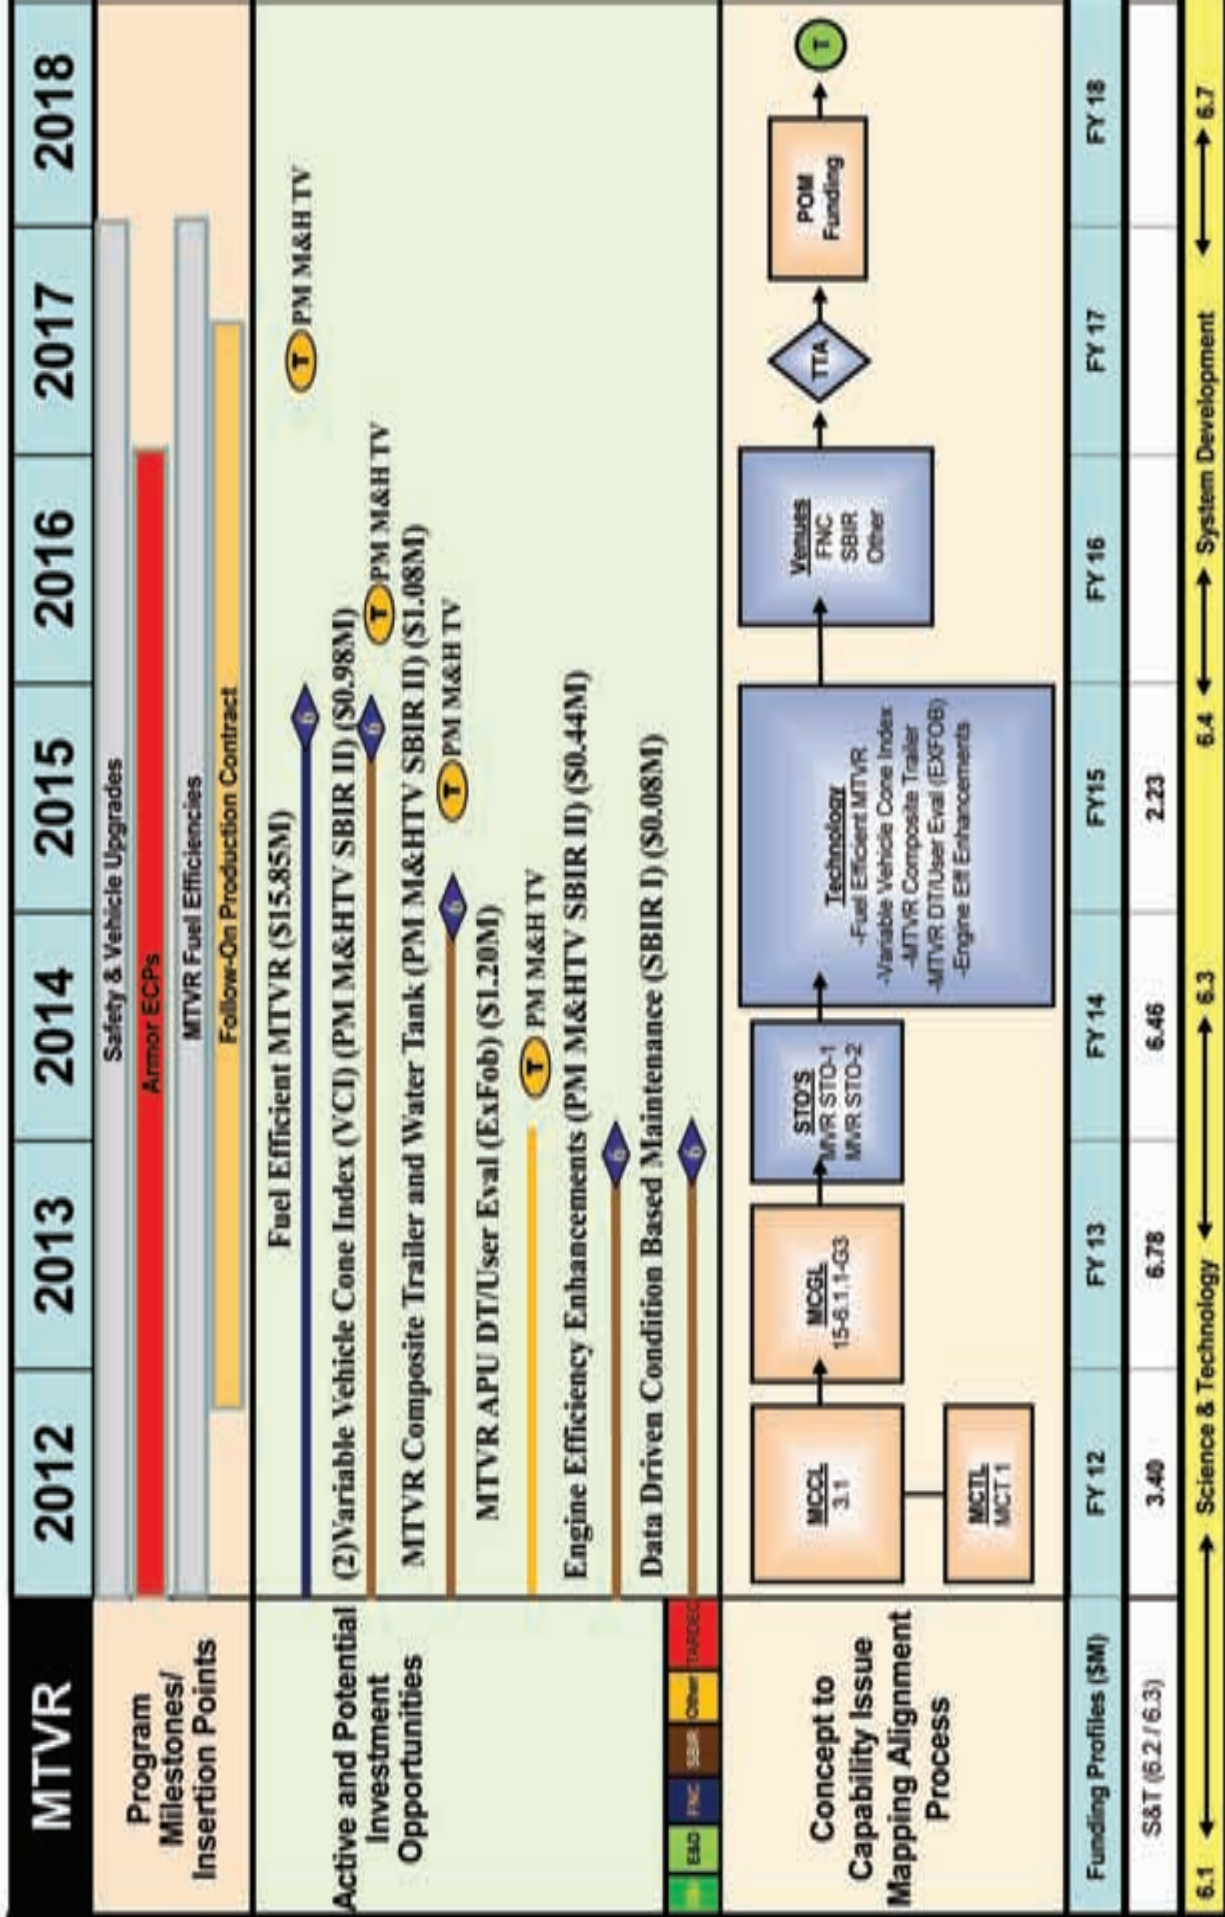 MTVR
2012
2013
2014
2015
2016
2017
2018
Program
Milestones/
Insertion Points
Safety & Vehicle Upgrades
Armor ECPs
MTVR Fuel Efficiencies
Follow-On Production Contract
Active and Potential
Investment
Opportunities
Fuel Efficient MTVR ($15.85M)
6
T
PM M&H TV
(2)Variable Vehicle Cone Index (VCI) (PM M&HTV SBIR II) ($0.98M)
6
T
PM M&H TV
MTVR Composite Trailer and Water Tank (PM M&HTV SBIR II) ($1.08M)
6
T
PM M&H TV
MTVR APU DT/User Eval (ExFob) ($1.20M)
T
PM M&H TV
Engine Efficiency Enhancements (PM M&HTV SBIR II) ($0.44M)
6
Data Driven Condition Based Maintenance (SBIR I) ($0.08M)
6
E&D
FNC
SBIR
Other
TARDEC
Concept to
Capability Issue
Mapping Alignment
Process
MCCL
3.1
MCTL
MCT 1
MCGL
15-6.1.1-G3
STO'S
MVR STO-1
MVR STO-2
Technology
-Fuel Efficient MTVR
-Variable Vehicle Cone Index
-MTVR Composite Trailer
-MTVR DT/User Eval (EXFOB)
-Engine Eff Enhancements
Venues
FNC
SBIR
Other
TTA
POM
Funding
T
Funding Profiles ($M)
FY 12
FY 13
FY 14
FY15
FY 16
FY 17
FY 18
S&T (6.2 / 6.3)
3.40
6.78
6.46
2.23
6.1
Science & Technology
6.3
6.4
System Development
6.7